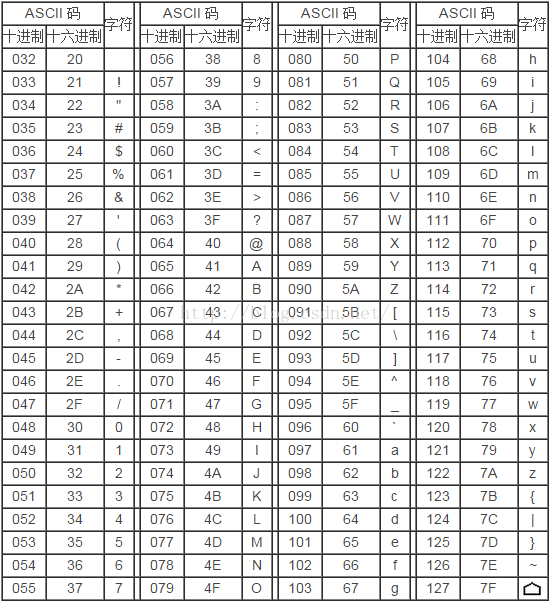 ASCII 码 字符 ASCII 码 字符 ASCII 码 字符 ASCII 码 字符
十进制 十六进制 十进制 十六进制 十进制 十六进制 十进制 十六进制
032 20 056 38 8 080 50 P 104 68 h
033 21 ! 057 39 9 081 51 Q 105 69 i
034 22 " 058 3A : 082 52 R 106 6A j
035 23 # 059 3B ; 083 53 S 107 6B k
036 24 $ 060 3C < 084 54 T 108 6C l
037 25 % 061 3D = 085 55 U 109 6D m
038 26 & 062 3E > 086 56 V 110 6E n
039 27 ' 063 3F ? 087 57 W 111 6F o
040 28 ( 064 40 @ 088 58 X 112 70 p
041 29 ) 065 41 A 089 59 Y 113 71 q
042 2A * 066 42 B 090 5A Z 114 72 r
043 2B + 067 43 C 091 5B [ 115 73 s
http://blog.csdn.net/
044 2C , 068 44 D 092 5C \ 116 74 t
045 2D - 069 45 E 093 5D ] 117 75 u
046 2E . 070 46 F 094 5E ^ 118 76 v
047 2F / 071 47 G 095 5F _ 119 77 w
048 30 0 072 48 H 096 60 ` 120 78 x
049 31 1 073 49 I 097 61 a 121 79 y
050 32 2 074 4A J 098 62 b 122 7A z
051 33 3 075 4B K 099 63 c 123 7B {
052 34 4 076 4C L 100 64 d 124 7C |
053 35 5 077 4D M 101 65 e 125 7D }
054 36 6 078 4E N 102 66 f 126 7E ~
055 37 7 079 4F O 103 67 g 127 7F ⌂